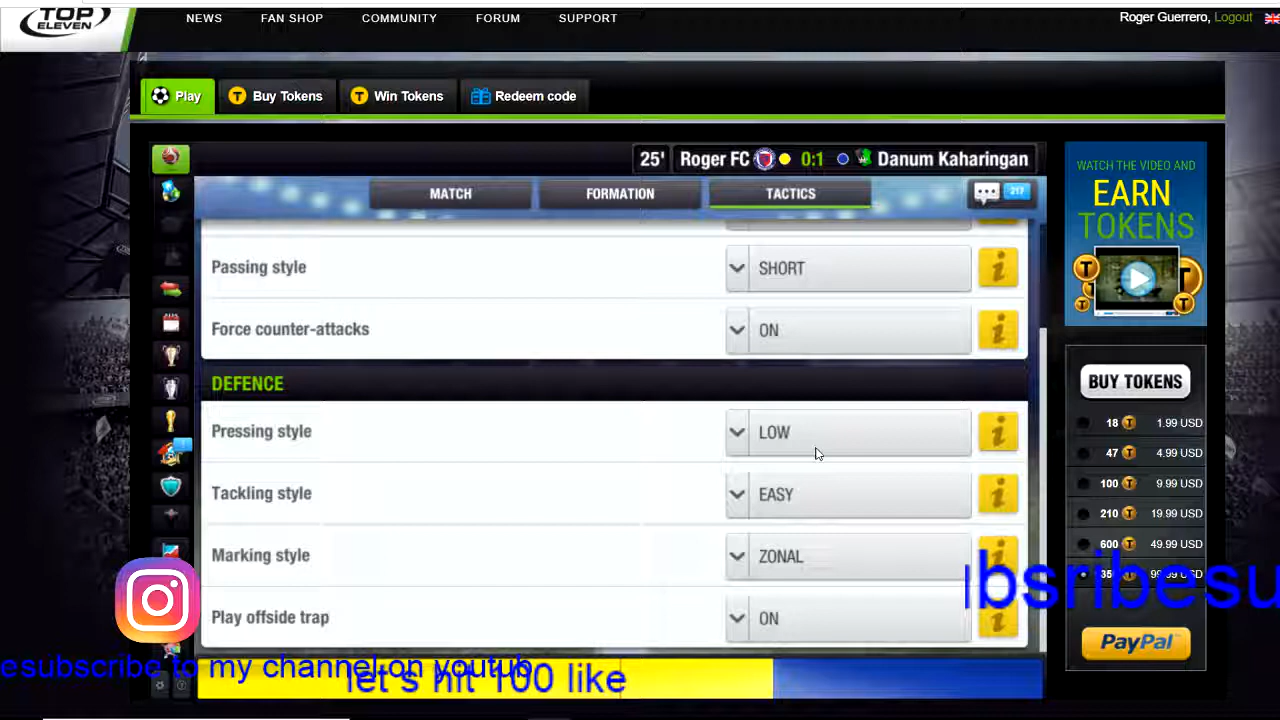 TOP
ELEVEN
NEWS
FAN SHOP
COMMUNITY
FORUM
SUPPORT
Roger Guerrero, Logout
Play
Buy Tokens
Win Tokens
Redeem code
25'
Roger FC 0:1 Danum Kaharingan
MATCH
FORMATION
TACTICS
217
Passing style
SHORT
Force counter-attacks
ON
DEFENCE
Pressing style
LOW
Tackling style
EASY
Marking style
ZONAL
Play offside trap
ON
WATCH THE VIDEO AND
EARN
TOKENS
BUY TOKENS
18 1.99 USD
47 4.99 USD
100 9.99 USD
210 19.99 USD
600 49.99 USD
PayPal
ibsribesu
esubscribe to my channel on youtub
let's hit 100 like